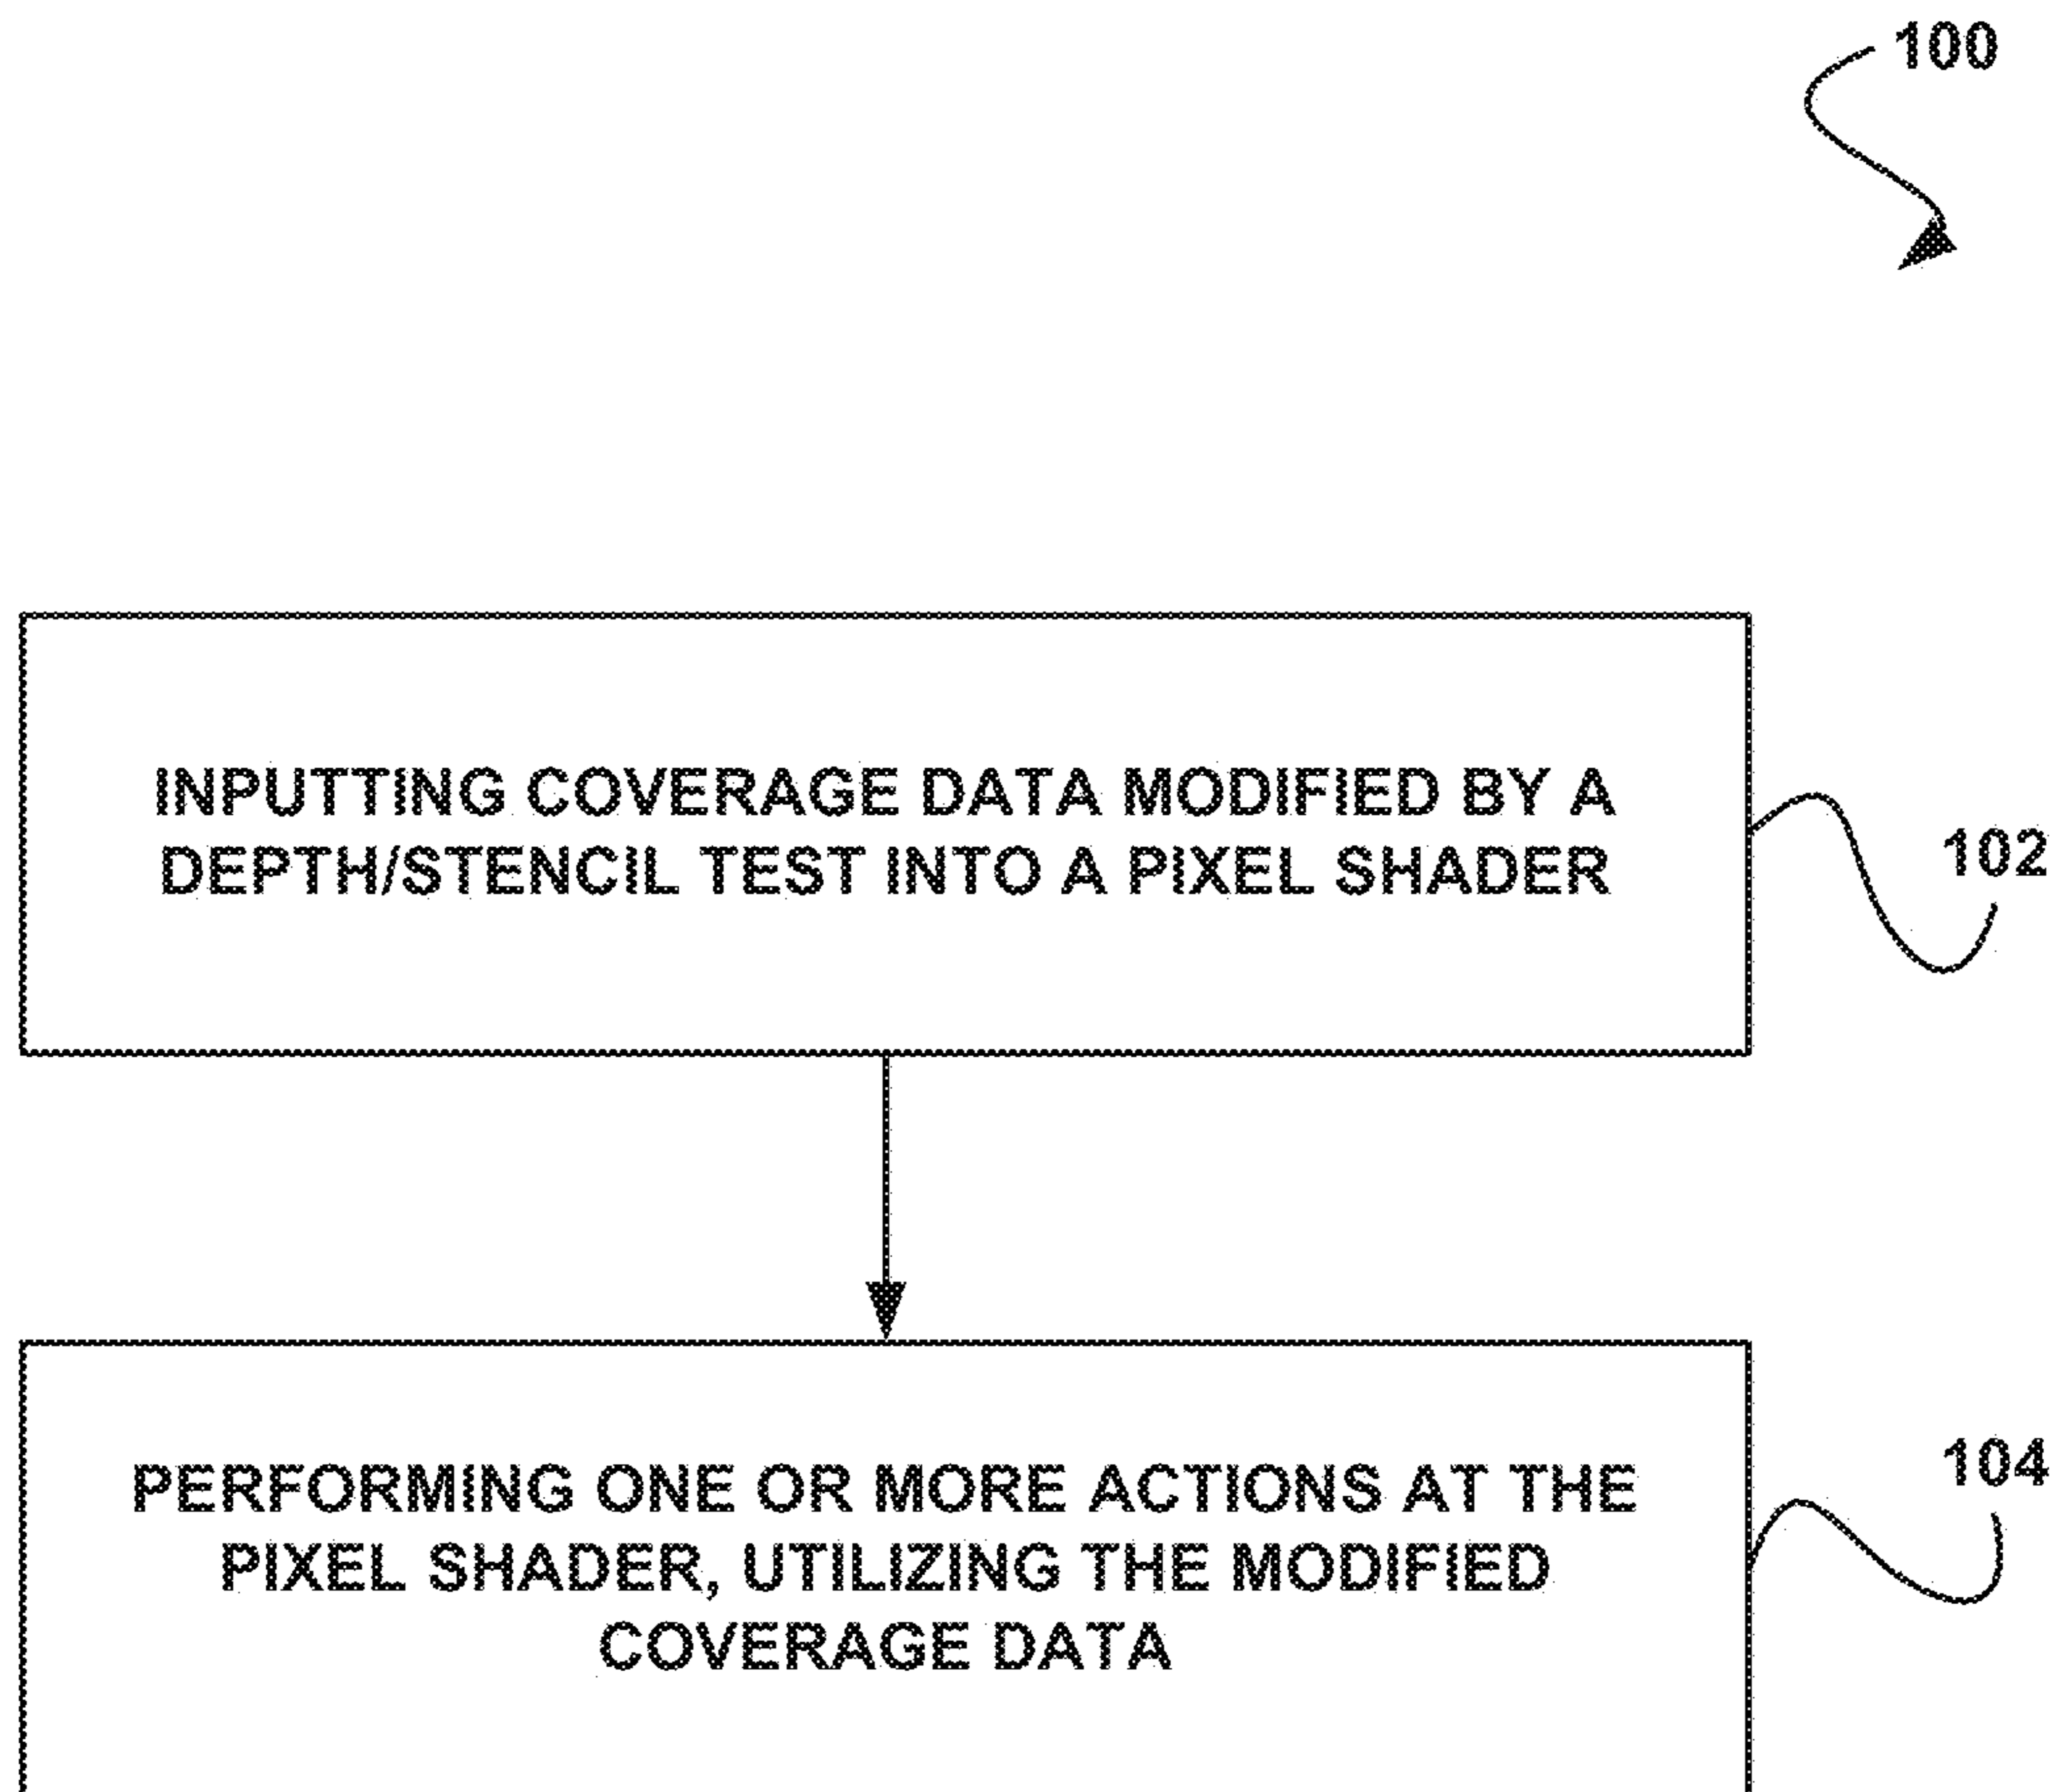 100
INPUTTING COVERAGE DATA MODIFIED BY A
DEPTH/STENCIL TEST INTO A PIXEL SHADER
102
PERFORMING ONE OR MORE ACTIONS AT THE
PIXEL SHADER, UTILIZING THE MODIFIED
COVERAGE DATA
104